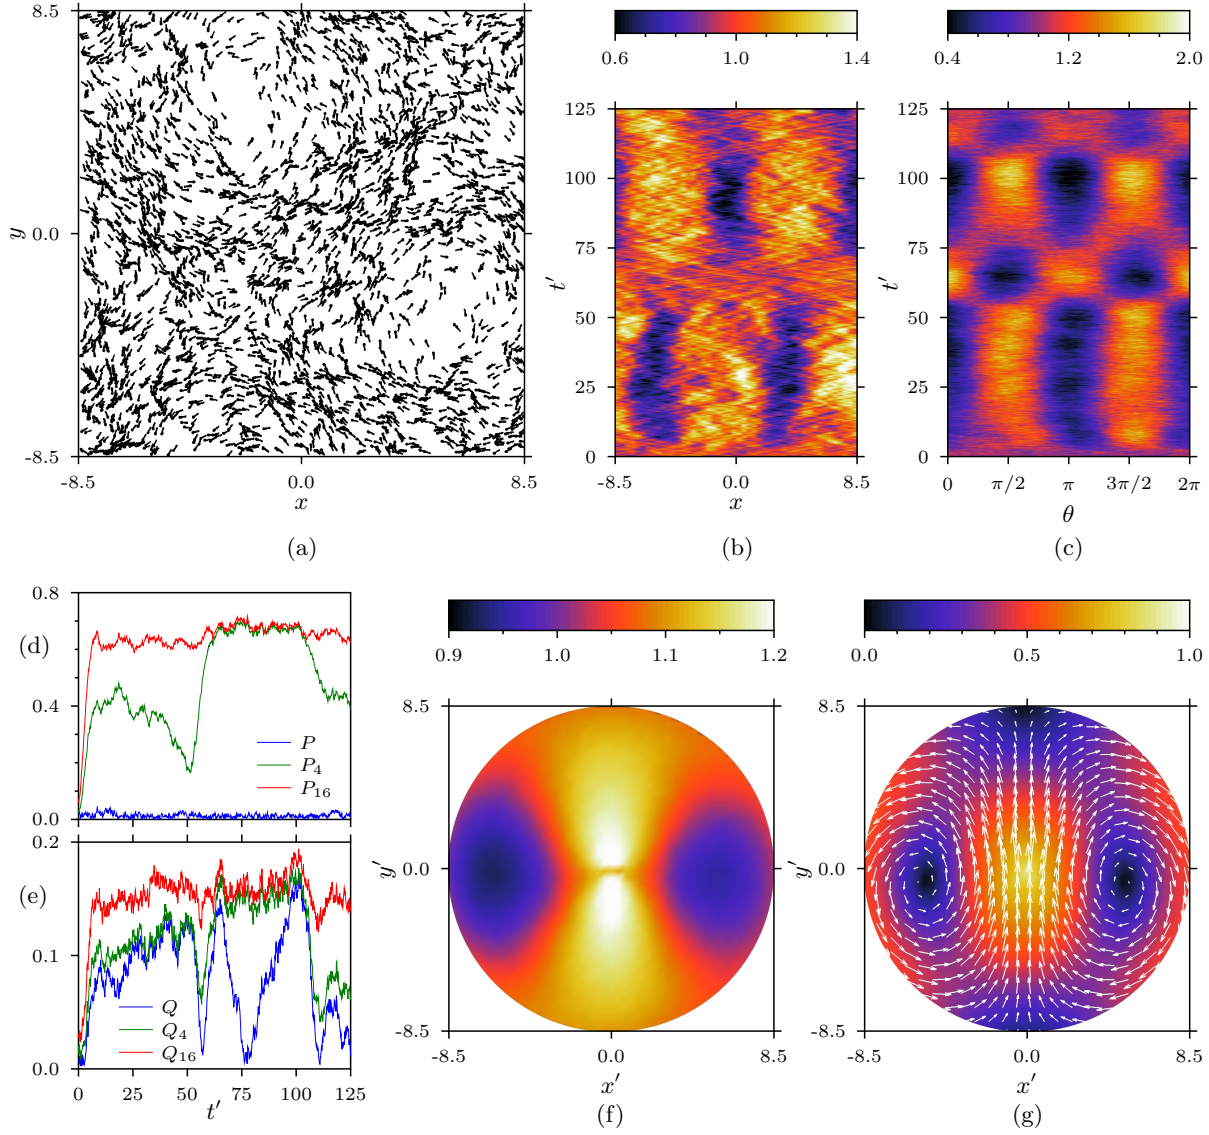 8.5
0.0
-8.5
y
-8.5 0.0 8.5
x
(a)
0.6 1.0 1.4
125
100
75
50
25
0
t′
-8.5 0.0 8.5
x
(b)
0.4 1.2 2.0
125
100
75
50
25
0
t′
0 π/2 π 3π/2 2π
θ
(c)
(d)
0.8
0.4
0.0
P
P₄
P₁₆
(e)
0.2
0.1
0.0
Q
Q₄
Q₁₆
0 25 50 75 100 125
t′
0.9 1.0 1.1 1.2
8.5
0.0
-8.5
y′
-8.5 0.0 8.5
x′
(f)
0.0 0.5 1.0
8.5
0.0
-8.5
y′
-8.5 0.0 8.5
x′
(g)